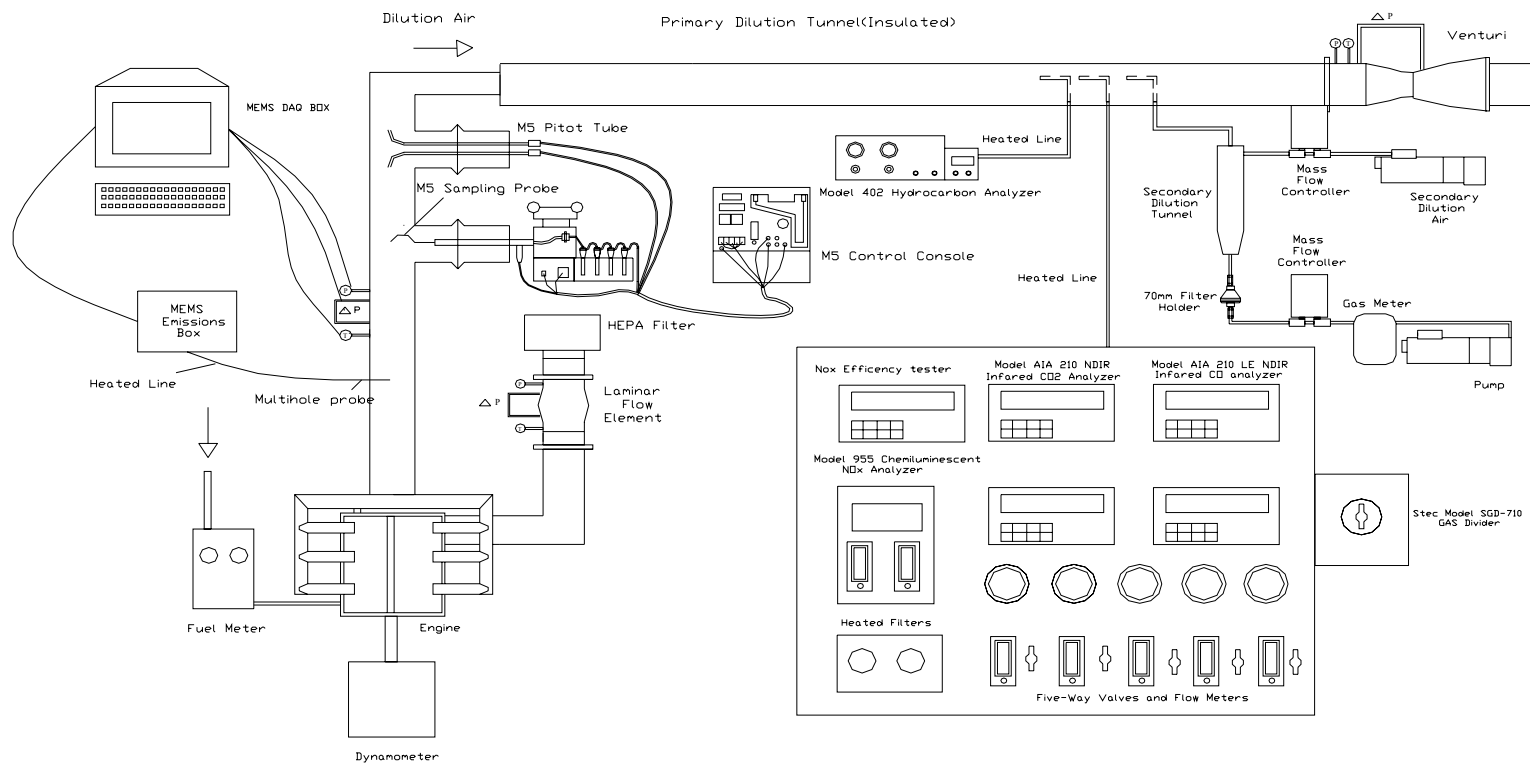 Dilution Air
Primary Dilution Tunnel(Insulated)
△ P
Venturi
P
T
MEMS DAQ BOX
M5 Pitot Tube
Heated Line
M5 Sampling Probe
Model 402 Hydrocarbon Analyzer
Secondary
Dilution
Tunnel
Mass
Flow
Controller
Secondary
Dilution
Air
M5 Control Console
Mass
Flow
Controller
Heated Line
P
△ P
T
MEMS
Emissions
Box
70mm Filter
Holder
Gas Meter
HEPA Filter
Heated Line
Multihole probe
P
△ P
T
Laminar
Flow
Element
Pump
Nox Efficency tester
Model AIA 210 NDIR
Infared CO2 Analyzer
Model AIA 210 LE NDIR
Infared CO analyzer
Model 955 Chemiluminescent
NOx Analyzer
Stec Model SGD-710
GAS Divider
Fuel Meter
Engine
Heated Filters
Five-Way Valves and Flow Meters
Dynamometer